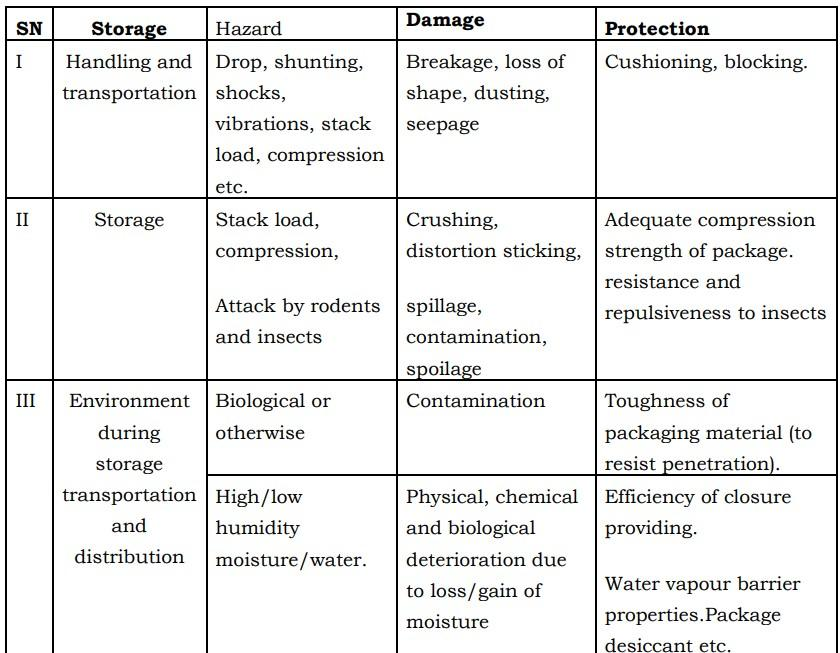 SN Storage Hazard Damage Protection
I Handling and transportation Drop, shunting, shocks, vibrations, stack load, compression etc. Breakage, loss of shape, dusting, seepage Cushioning, blocking.
II Storage Stack load, compression, Attack by rodents and insects Crushing, distortion sticking, spillage, contamination, spoilage Adequate compression strength of package. resistance and repulsiveness to insects
III Environment during storage transportation and distribution Biological or otherwise Contamination Toughness of packaging material (to resist penetration).
High/low humidity moisture/water. Physical, chemical and biological deterioration due to loss/gain of moisture Efficiency of closure providing. Water vapour barrier properties.Package desiccant etc.